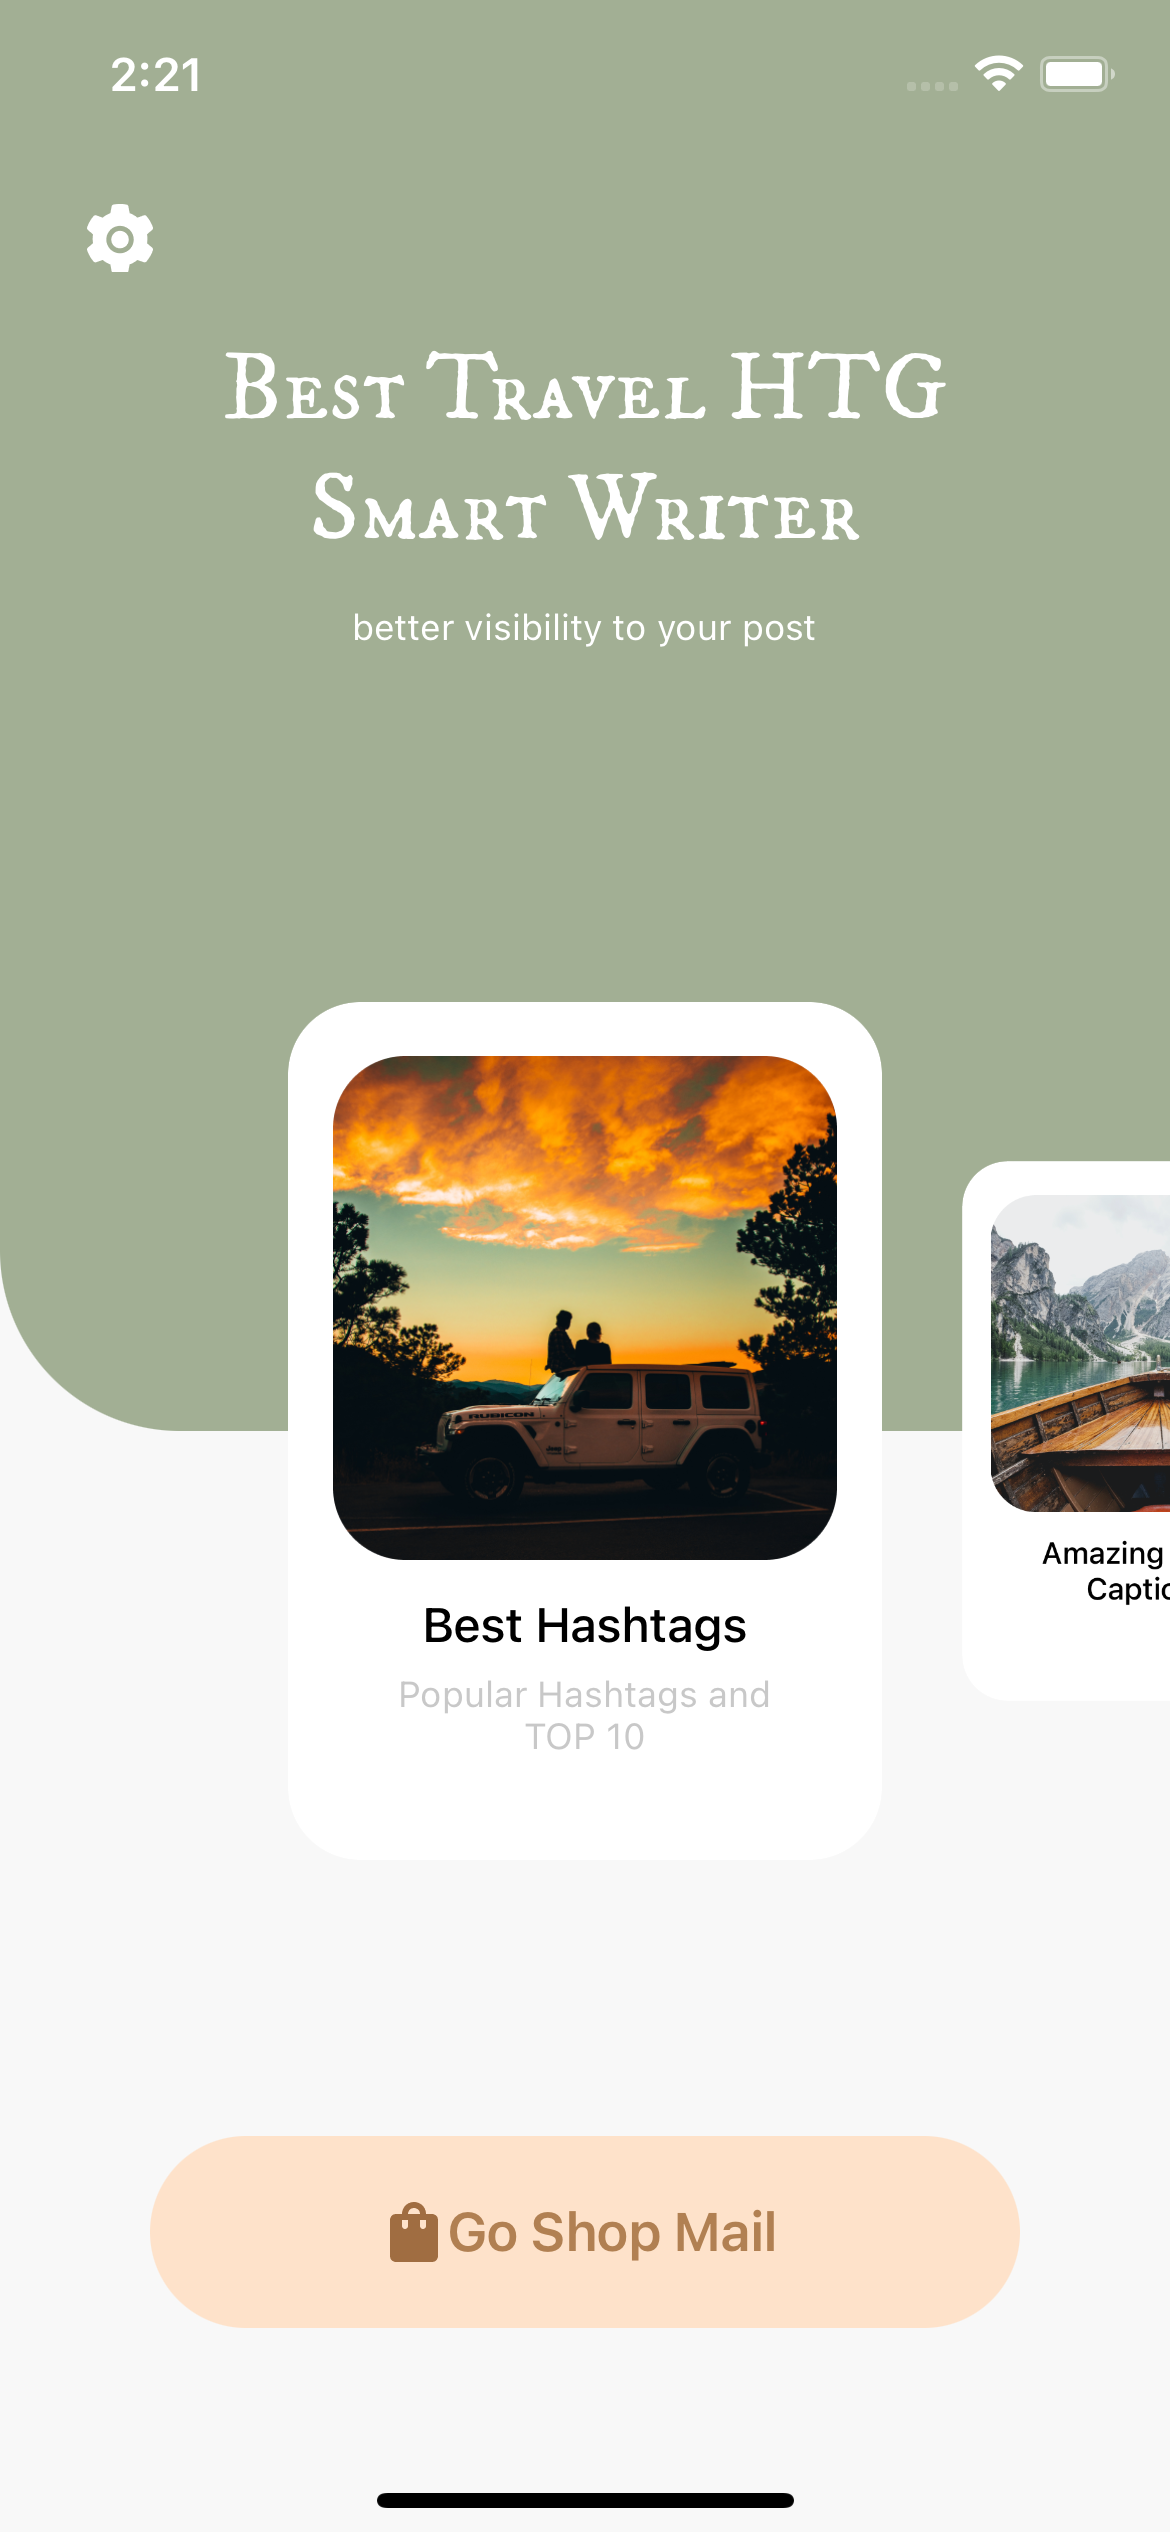 2:21
Best Travel HTG
Smart Writer
better visibility to your post
RUBICON
Best Hashtags
Popular Hashtags and
TOP 10
Amazing
Go Shop Mail